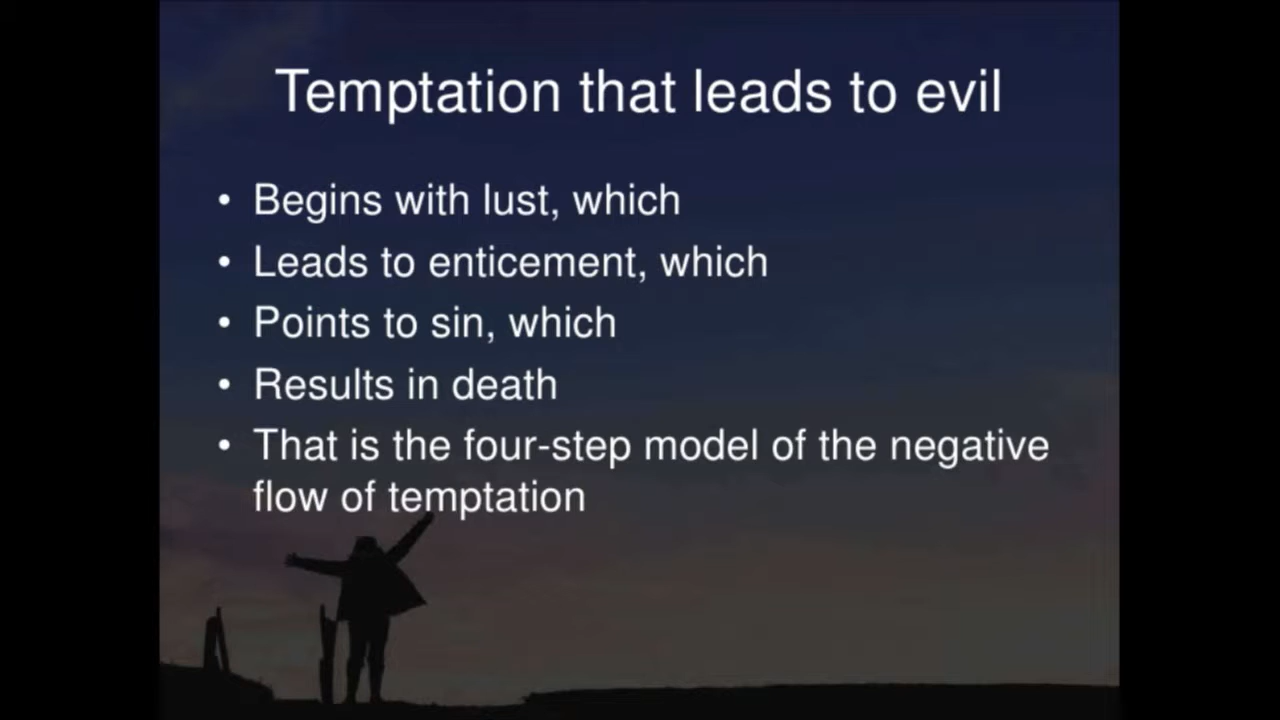 Temptation that leads to evil
• Begins with lust, which
• Leads to enticement, which
• Points to sin, which
• Results in death
• That is the four-step model of the negative
flow of temptation